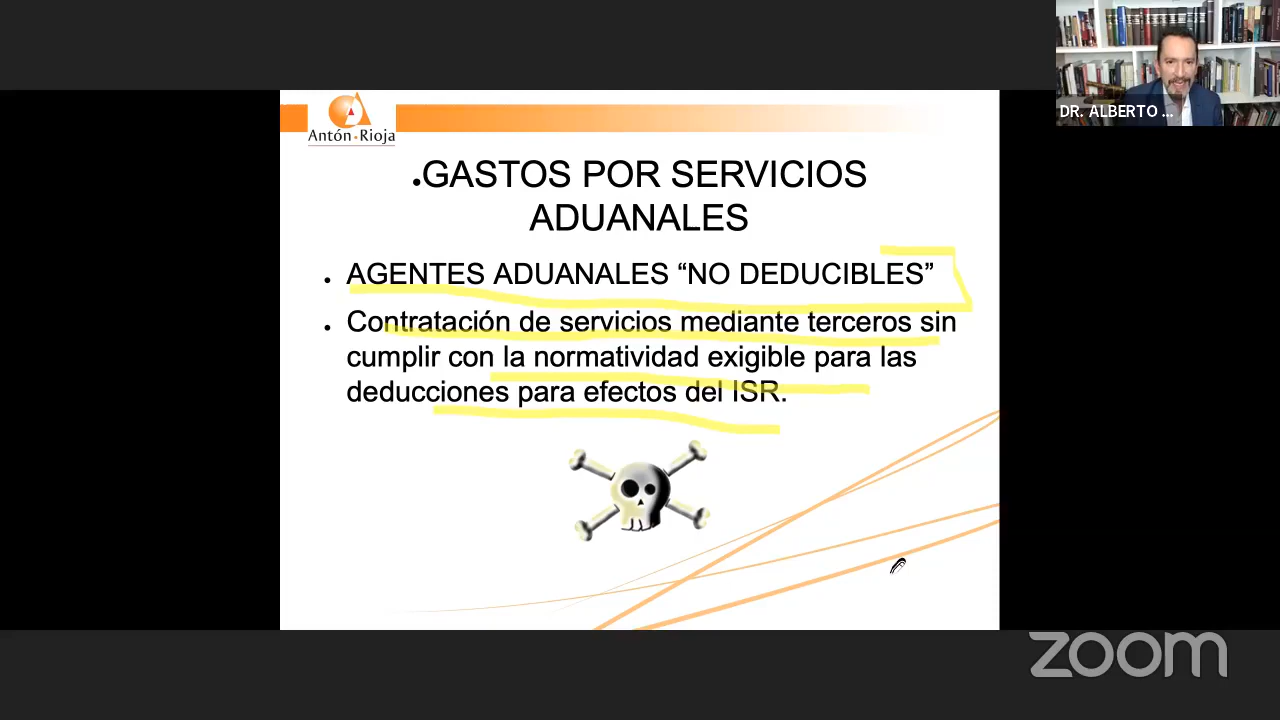 DR. ALBERTO ...
Antón•Rioja
•GASTOS POR SERVICIOS
ADUANALES
• AGENTES ADUANALES “NO DEDUCIBLES”
• Contratación de servicios mediante terceros sin
cumplir con la normatividad exigible para las
deducciones para efectos del ISR.
zoom